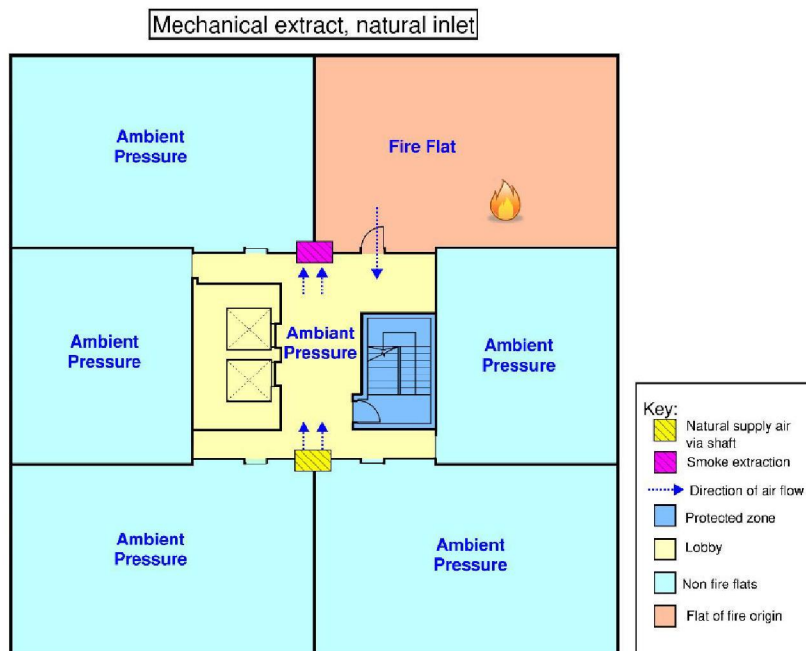 Mechanical extract, natural inlet
Ambient
Pressure
Fire Flat
Ambient
Pressure
Ambiant
Pressure
Ambient
Pressure
Ambient
Pressure
Ambient
Pressure
Key:
Natural supply air
via shaft
Smoke extraction
Direction of air flow
Protected zone
Lobby
Non fire flats
Flat of fire origin